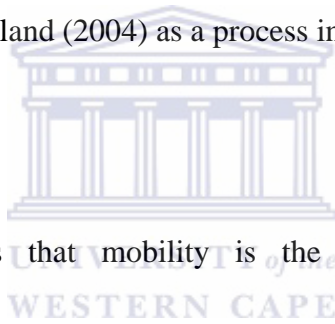 land (2004) as a process in
s that mobility is the
UNIVERSITY of the
WESTERN CAPE